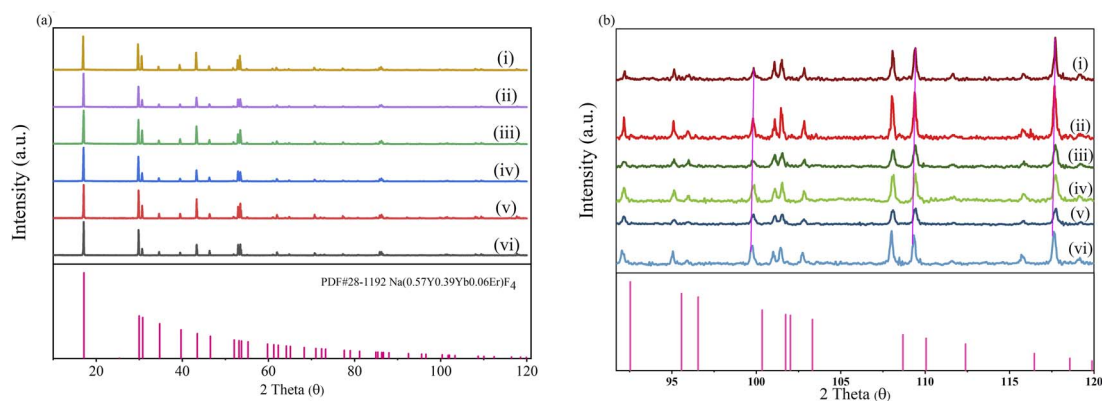 (a)
Intensity (a.u.)
(i)
(ii)
(iii)
(iv)
(v)
(vi)
PDF#28-1192 Na(0.57Y0.39Yb0.06Er)F4
20 40 60 80 100 120
2 Theta (θ)
(b)
Intensity (a.u.)
(i)
(ii)
(iii)
(iv)
(v)
(vi)
95 100 105 110 115 120
2 Theta (θ)